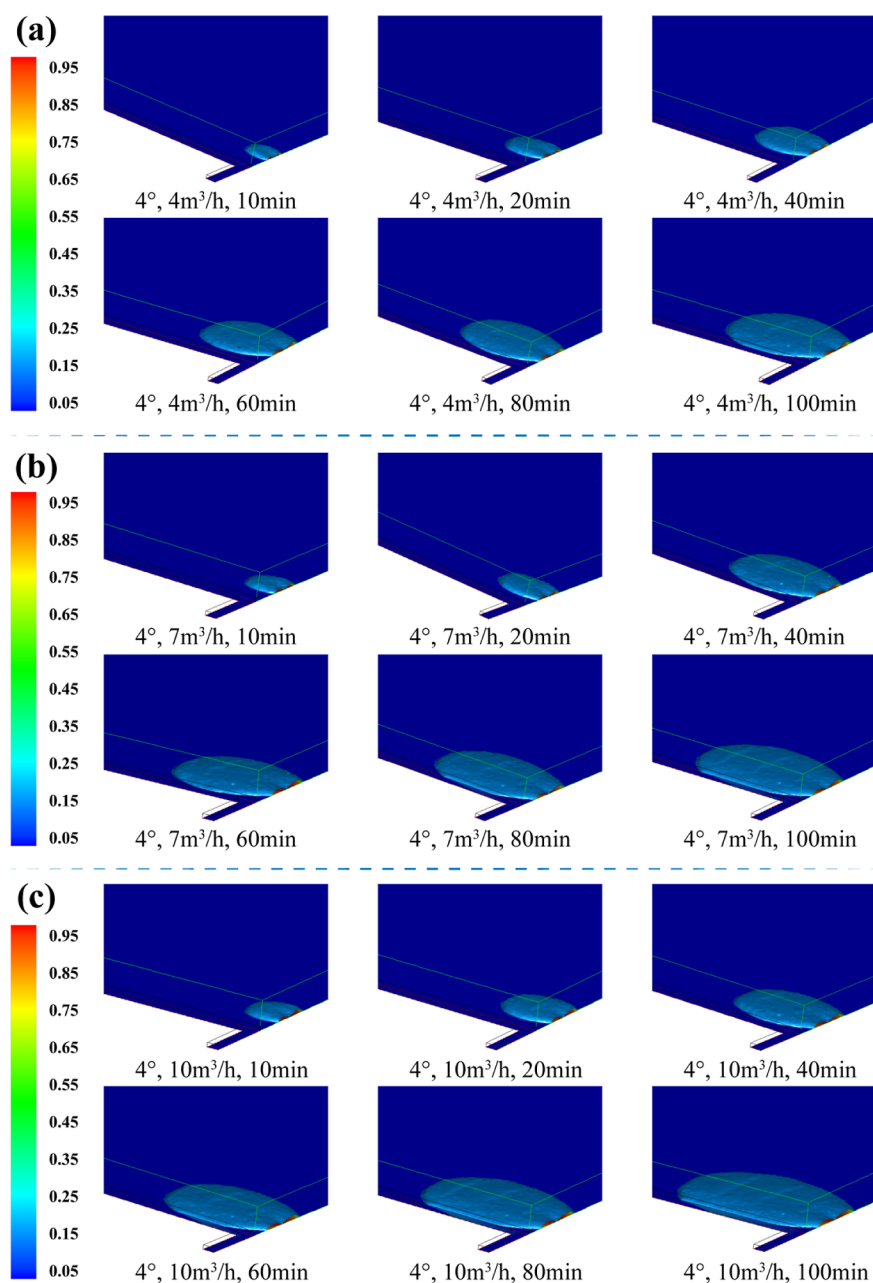 (a)
0.95
0.85
0.75
0.65
0.55
0.45
0.35
0.25
0.15
0.05
4°, 4m³/h, 10min
4°, 4m³/h, 20min
4°, 4m³/h, 40min
4°, 4m³/h, 60min
4°, 4m³/h, 80min
4°, 4m³/h, 100min
(b)
0.95
0.85
0.75
0.65
0.55
0.45
0.35
0.25
0.15
0.05
4°, 7m³/h, 10min
4°, 7m³/h, 20min
4°, 7m³/h, 40min
4°, 7m³/h, 60min
4°, 7m³/h, 80min
4°, 7m³/h, 100min
(c)
0.95
0.85
0.75
0.65
0.55
0.45
0.35
0.25
0.15
0.05
4°, 10m³/h, 10min
4°, 10m³/h, 20min
4°, 10m³/h, 40min
4°, 10m³/h, 60min
4°, 10m³/h, 80min
4°, 10m³/h, 100min